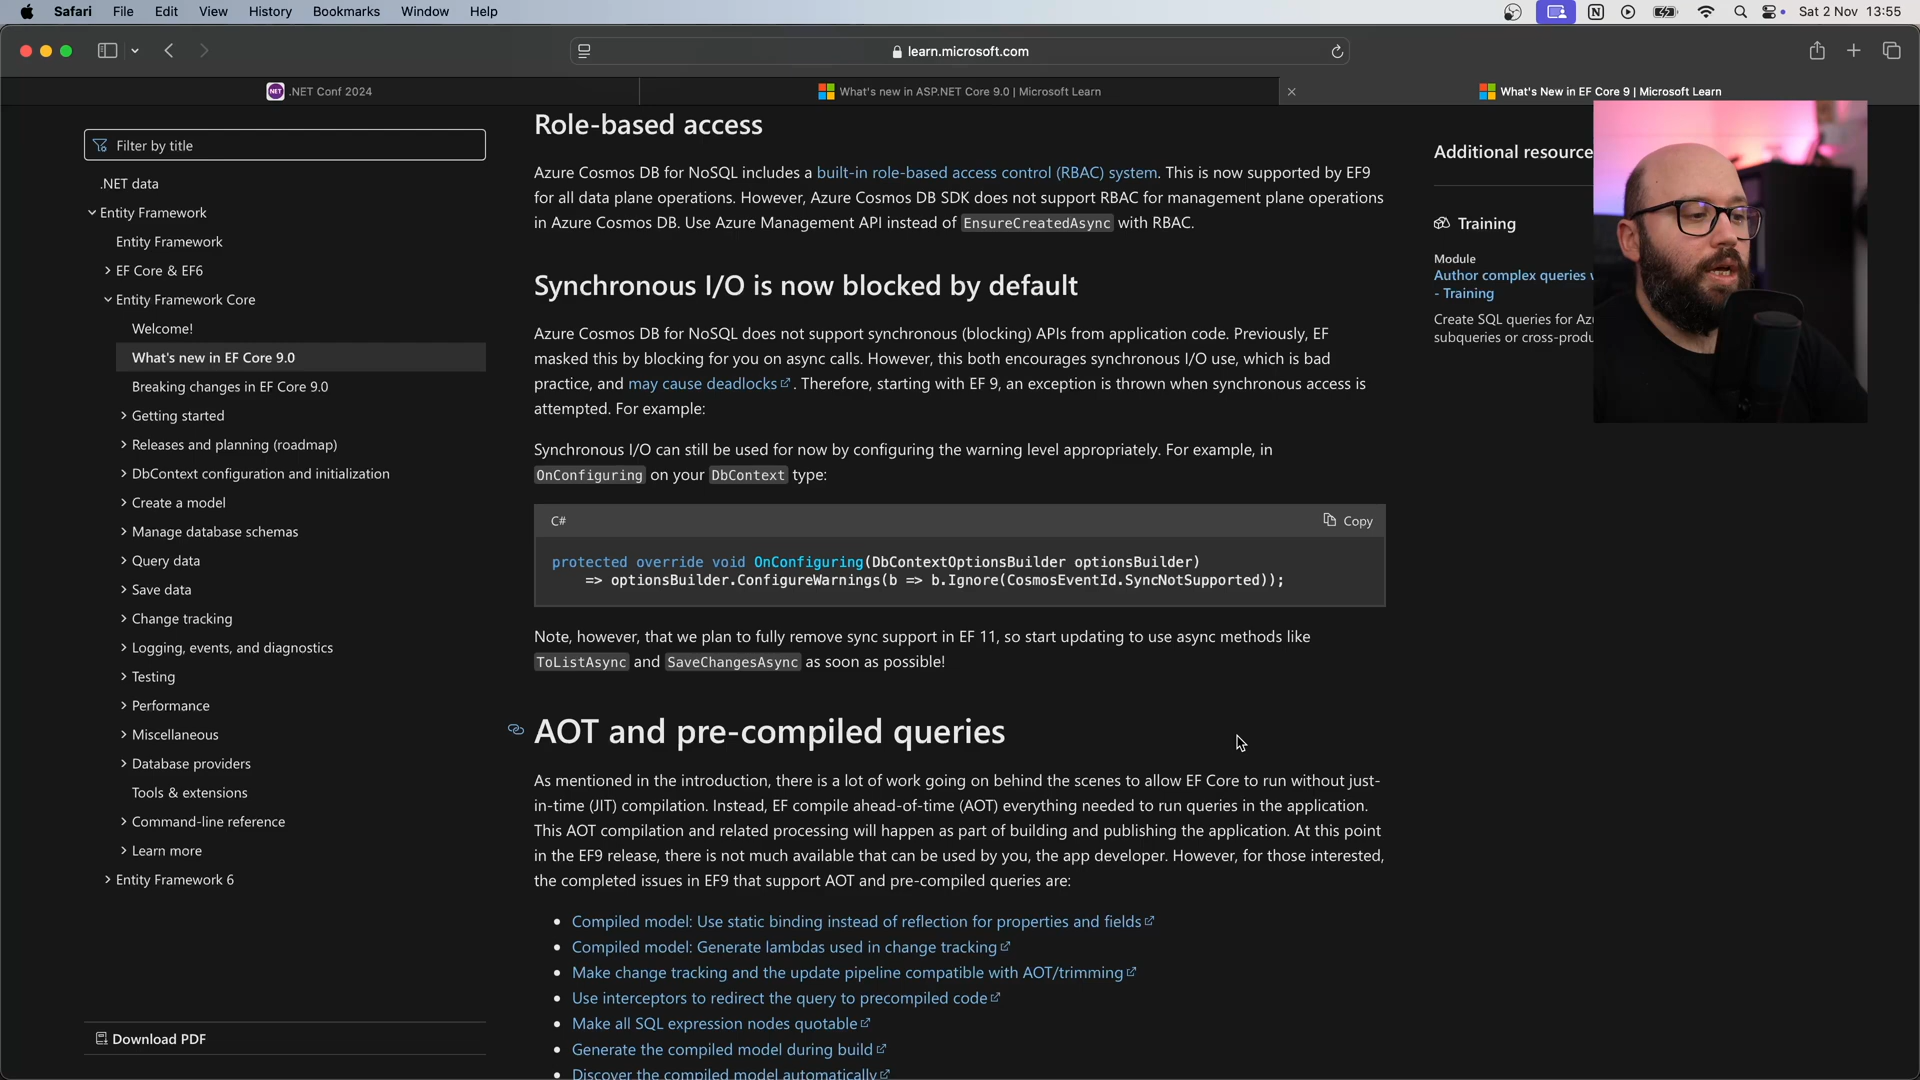 Safari File Edit View History Bookmarks Window Help Sat 2 Nov 13:55
learn.microsoft.com
NET .NET Conf 2024
What's new in ASP.NET Core 9.0 | Microsoft Learn
What's New in EF Core 9 | Microsoft Learn
Filter by title
.NET data
Entity Framework
Entity Framework
EF Core & EF6
Entity Framework Core
Welcome!
What's new in EF Core 9.0
Breaking changes in EF Core 9.0
Getting started
Releases and planning (roadmap)
DbContext configuration and initialization
Create a model
Manage database schemas
Query data
Save data
Change tracking
Logging, events, and diagnostics
Testing
Performance
Miscellaneous
Database providers
Tools & extensions
Command-line reference
Learn more
Entity Framework 6
Download PDF
Role-based access
Azure Cosmos DB for NoSQL includes a built-in role-based access control (RBAC) system. This is now supported by EF9
for all data plane operations. However, Azure Cosmos DB SDK does not support RBAC for management plane operations
in Azure Cosmos DB. Use Azure Management API instead of EnsureCreatedAsync with RBAC.
Synchronous I/O is now blocked by default
Azure Cosmos DB for NoSQL does not support synchronous (blocking) APIs from application code. Previously, EF
masked this by blocking for you on async calls. However, this both encourages synchronous I/O use, which is bad
practice, and may cause deadlocks. Therefore, starting with EF 9, an exception is thrown when synchronous access is
attempted. For example:
Synchronous I/O can still be used for now by configuring the warning level appropriately. For example, in
OnConfiguring on your DbContext type:
C# Copy
protected override void OnConfiguring(DbContextOptionsBuilder optionsBuilder)
=> optionsBuilder.ConfigureWarnings(b => b.Ignore(CosmosEventId.SyncNotSupported));
Note, however, that we plan to fully remove sync support in EF 11, so start updating to use async methods like
ToListAsync and SaveChangesAsync as soon as possible!
AOT and pre-compiled queries
As mentioned in the introduction, there is a lot of work going on behind the scenes to allow EF Core to run without just-
in-time (JIT) compilation. Instead, EF compile ahead-of-time (AOT) everything needed to run queries in the application.
This AOT compilation and related processing will happen as part of building and publishing the application. At this point
in the EF9 release, there is not much available that can be used by you, the app developer. However, for those interested,
the completed issues in EF9 that support AOT and pre-compiled queries are:
• Compiled model: Use static binding instead of reflection for properties and fields
• Compiled model: Generate lambdas used in change tracking
• Make change tracking and the update pipeline compatible with AOT/trimming
• Use interceptors to redirect the query to precompiled code
• Make all SQL expression nodes quotable
• Generate the compiled model during build
• Discover the compiled model automatically
Additional resource
Training
Module
Author complex queries
- Training
Create SQL queries for
subqueries or cross-produ